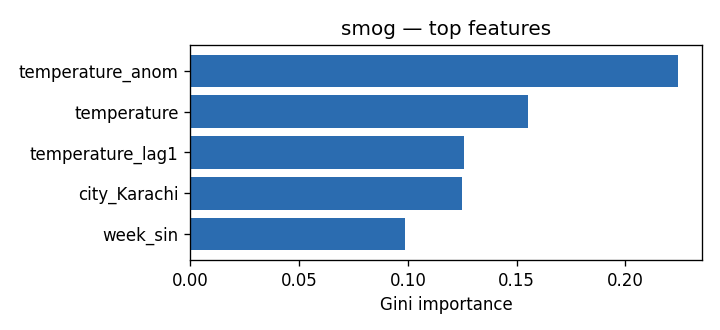 smog — top features
temperature_anom
temperature
temperature_lag1
city_Karachi
week_sin
0.00 0.05 0.10 0.15 0.20
Gini importance